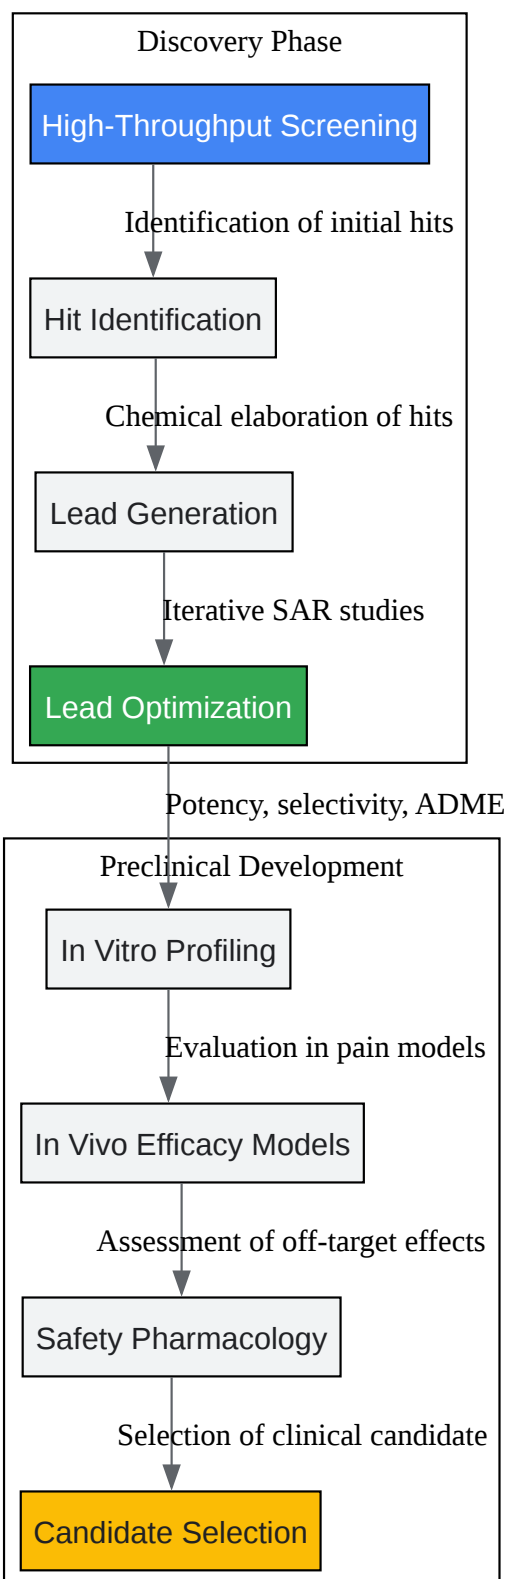 Discovery Phase
High-Throughput Screening
Identification of initial hits
Hit Identification
Chemical elaboration of hits
Lead Generation
Iterative SAR studies
Lead Optimization
Potency, selectivity, ADME
Preclinical Development
In Vitro Profiling
Evaluation in pain models
In Vivo Efficacy Models
Assessment of off-target effects
Safety Pharmacology
Selection of clinical candidate
Candidate Selection